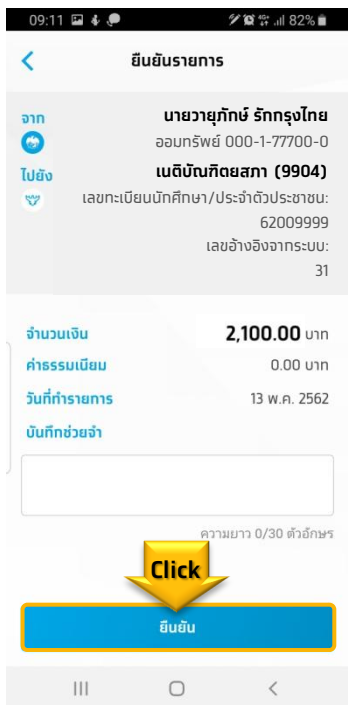 09:11 4G 82%
ยืนยันรายการ
จาก
นายวายุภักษ์ รักกรุงไทย
ออมทรัพย์ 000-1-77700-0
ไปยัง
เนติบัณฑิตยสภา (9904)
เลขทะเบียนนักศึกษา/ประจำตัวประชาชน:
62009999
เลขอ้างอิงจากระบบ:
31
จำนวนเงิน 2,100.00 บาท
ค่าธรรมเนียม 0.00 บาท
วันที่ทำรายการ 13 พ.ค. 2562
บันทึกช่วยจำ
ความยาว 0/30 ตัวอักษร
Click
ยืนยัน